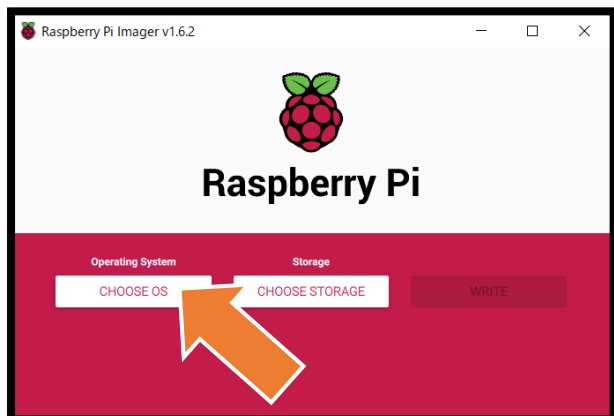 Raspberry Pi Imager v1.6.2
Raspberry Pi
Operating System
Storage
CHOOSE OS
CHOOSE STORAGE
WRITE